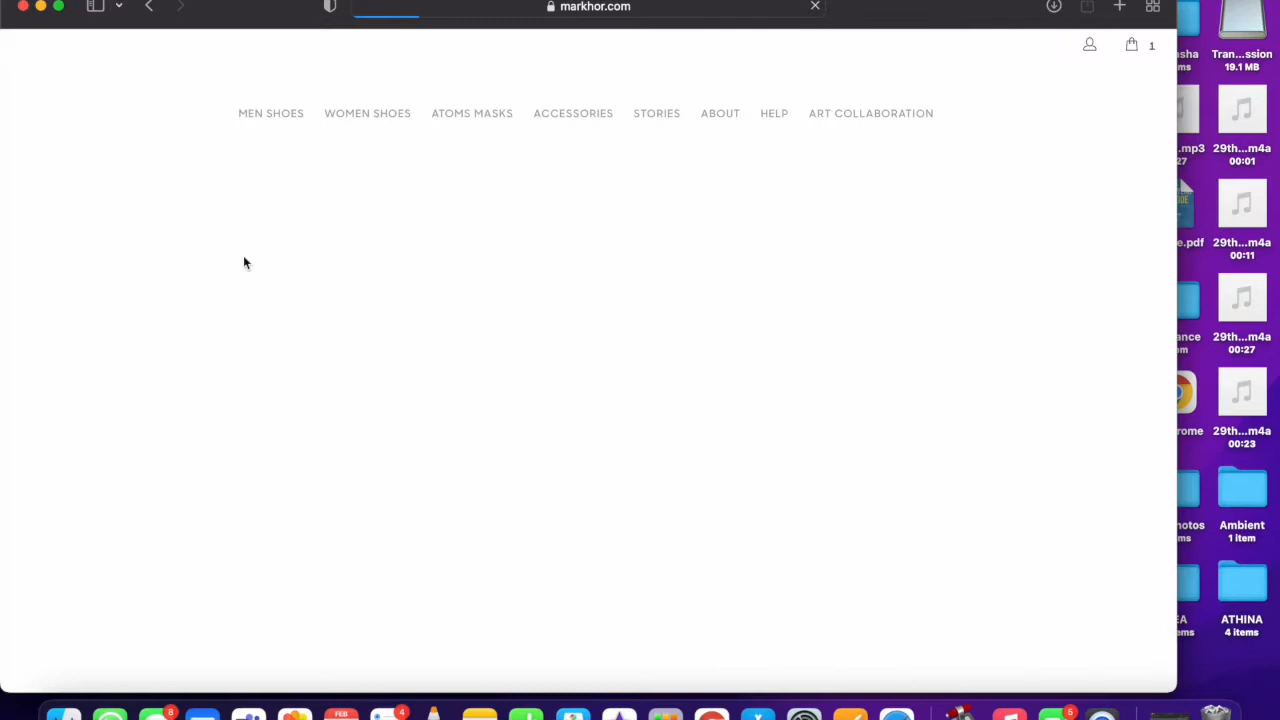 markhor.com
1
MEN SHOES WOMEN SHOES ATOMS MASKS ACCESSORIES STORIES ABOUT HELP ART COLLABORATION
Tran...ssion
19.1 MB
.mp3
27
29th...m4a
00:01
e.pdf
29th...m4a
00:11
29th...m4a
00:27
rome
29th...m4a
00:23
Ambient
1 item
ATHINA
4 items
8
FEB
4
5